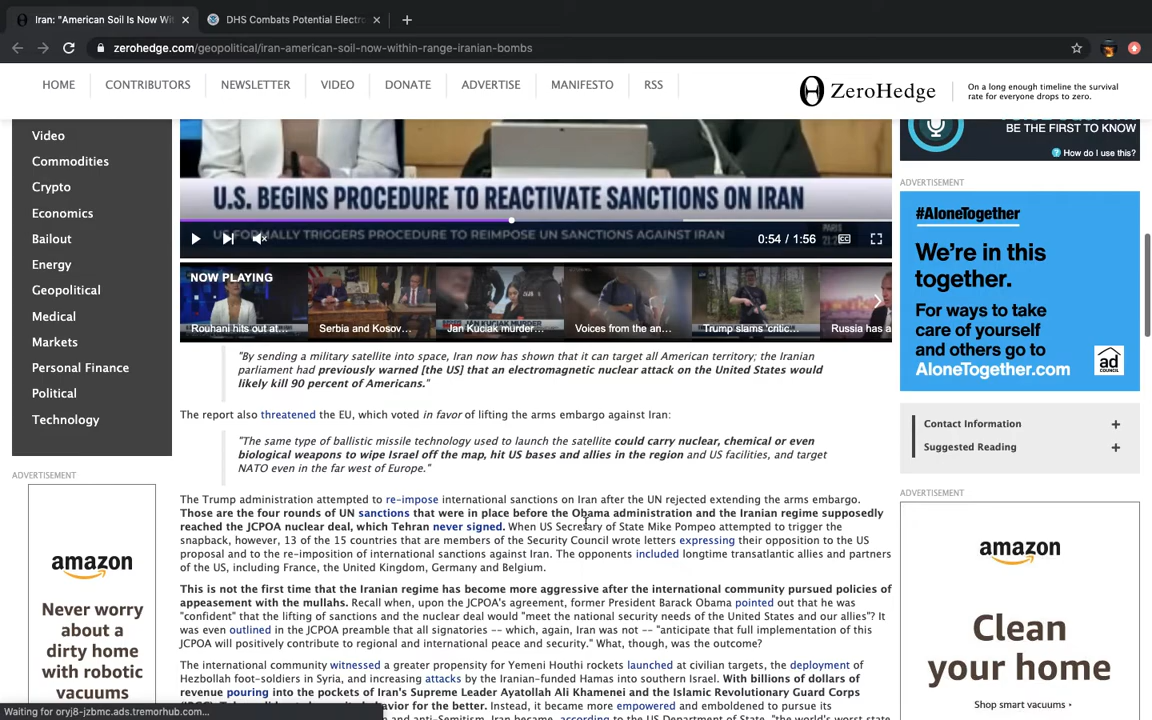 Iran: "American Soil Is Now Wit
DHS Combats Potential Electro
zerohedge.com/geopolitical/iran-american-soil-now-within-range-iranian-bombs
HOME
CONTRIBUTORS
NEWSLETTER
VIDEO
DONATE
ADVERTISE
MANIFESTO
RSS
ZeroHedge
On a long enough timeline the survival
rate for everyone drops to zero.
Video
Commodities
Crypto
Economics
Bailout
Energy
Geopolitical
Medical
Markets
Personal Finance
Political
Technology
ADVERTISEMENT
amazon
Never worry
about a
dirty home
with robotic
vacuums
Waiting for oryj8-jzbmc.ads.tremorhub.com...
U.S. BEGINS PROCEDURE TO REACTIVATE SANCTIONS ON IRAN
US FORMALLY TRIGGERS PROCEDURE TO REIMPOSE UN SANCTIONS AGAINST IRAN
PARIS
0:54 / 1:56
NOW PLAYING
Rouhani hits out at...
Serbia and Kosov...
Jan Kuciak murder...
Voices from the an...
Trump slams 'critic...
Russia has a
"By sending a military satellite into space, Iran now has shown that it can target all American territory; the Iranian
parliament had previously warned [the US] that an electromagnetic nuclear attack on the United States would
likely kill 90 percent of Americans."
The report also threatened the EU, which voted in favor of lifting the arms embargo against Iran:
"The same type of ballistic missile technology used to launch the satellite could carry nuclear, chemical or even
biological weapons to wipe Israel off the map, hit US bases and allies in the region and US facilities, and target
NATO even in the far west of Europe."
The Trump administration attempted to re-impose international sanctions on Iran after the UN rejected extending the arms embargo.
Those are the four rounds of UN sanctions that were in place before the Obama administration and the Iranian regime supposedly
reached the JCPOA nuclear deal, which Tehran never signed. When US Secretary of State Mike Pompeo attempted to trigger the
snapback, however, 13 of the 15 countries that are members of the Security Council wrote letters expressing their opposition to the US
proposal and to the re-imposition of international sanctions against Iran. The opponents included longtime transatlantic allies and partners
of the US, including France, the United Kingdom, Germany and Belgium.
This is not the first time that the Iranian regime has become more aggressive after the international community pursued policies of
appeasement with the mullahs. Recall when, upon the JCPOA's agreement, former President Barack Obama pointed out that he was
"confident" that the lifting of sanctions and the nuclear deal would "meet the national security needs of the United States and our allies"? It
was even outlined in the JCPOA preamble that all signatories -- which, again, Iran was not -- "anticipate that full implementation of this
JCPOA will positively contribute to regional and international peace and security." What, though, was the outcome?
The international community witnessed a greater propensity for Yemeni Houthi rockets launched at civilian targets, the deployment of
Hezbollah foot-soldiers in Syria, and increasing attacks by the Iranian-funded Hamas into southern Israel. With billions of dollars of
revenue pouring into the pockets of Iran's Supreme Leader Ayatollah Ali Khamenei and the Islamic Revolutionary Guard Corps
behavior for the better. Instead, it became more empowered and emboldened to pursue its
and anti-Semitism. Iran became, according to the US Department of State, "the world's worst state
BE THE FIRST TO KNOW
How do I use this?
ADVERTISEMENT
#AloneTogether
We're in this
together.
For ways to take
care of yourself
and others go to
AloneTogether.com
ad
COUNCIL
Contact Information
Suggested Reading
ADVERTISEMENT
amazon
Clean
your home
Shop smart vacuums